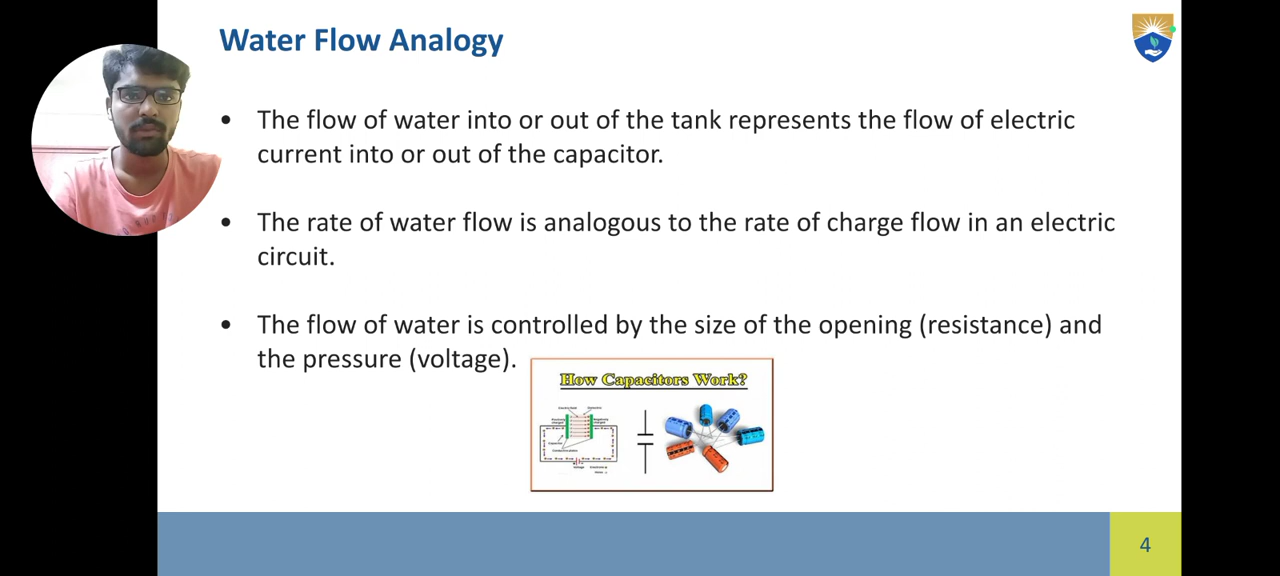 Water Flow Analogy
• The flow of water into or out of the tank represents the flow of electric
current into or out of the capacitor.
• The rate of water flow is analogous to the rate of charge flow in an electric
circuit.
• The flow of water is controlled by the size of the opening (resistance) and
the pressure (voltage).
How Capacitors Work?
4